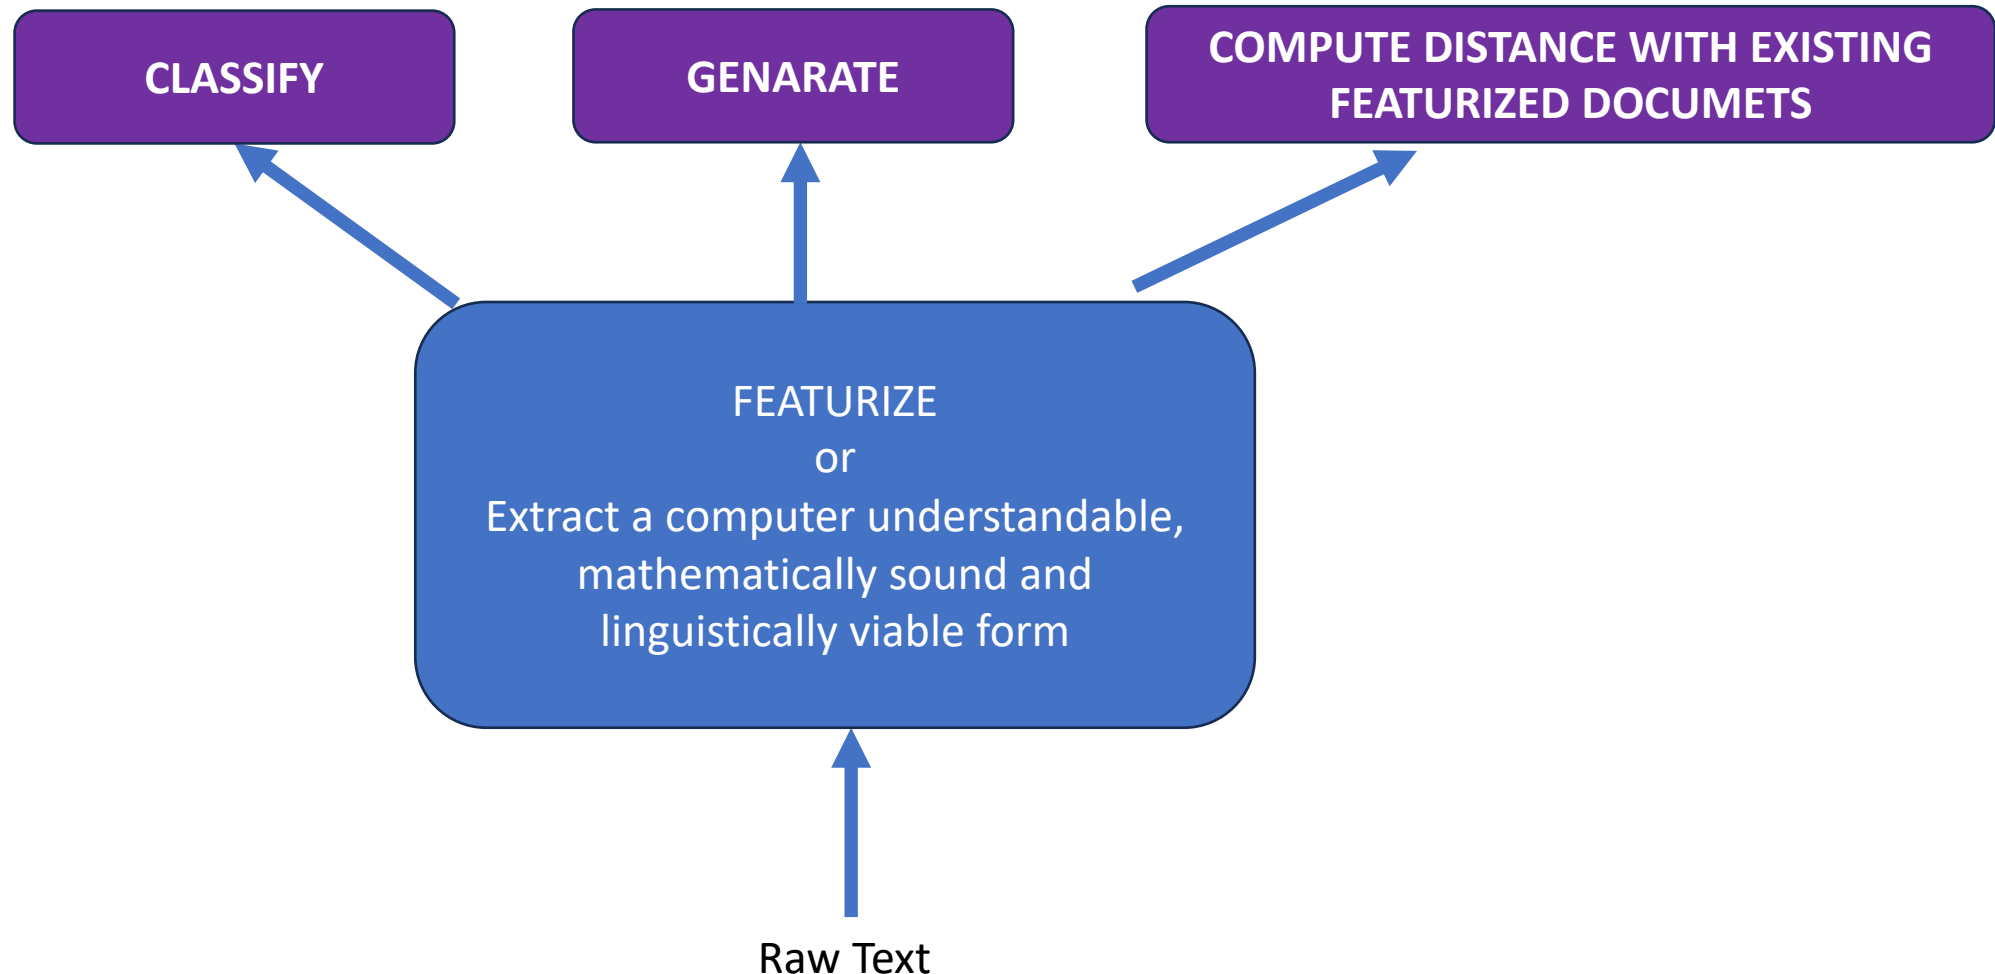 CLASSIFY
GENARATE
COMPUTE DISTANCE WITH EXISTING
FEATURIZED DOCUMETS
FEATURIZE
or
Extract a computer understandable,
mathematically sound and
linguistically viable form
Raw Text